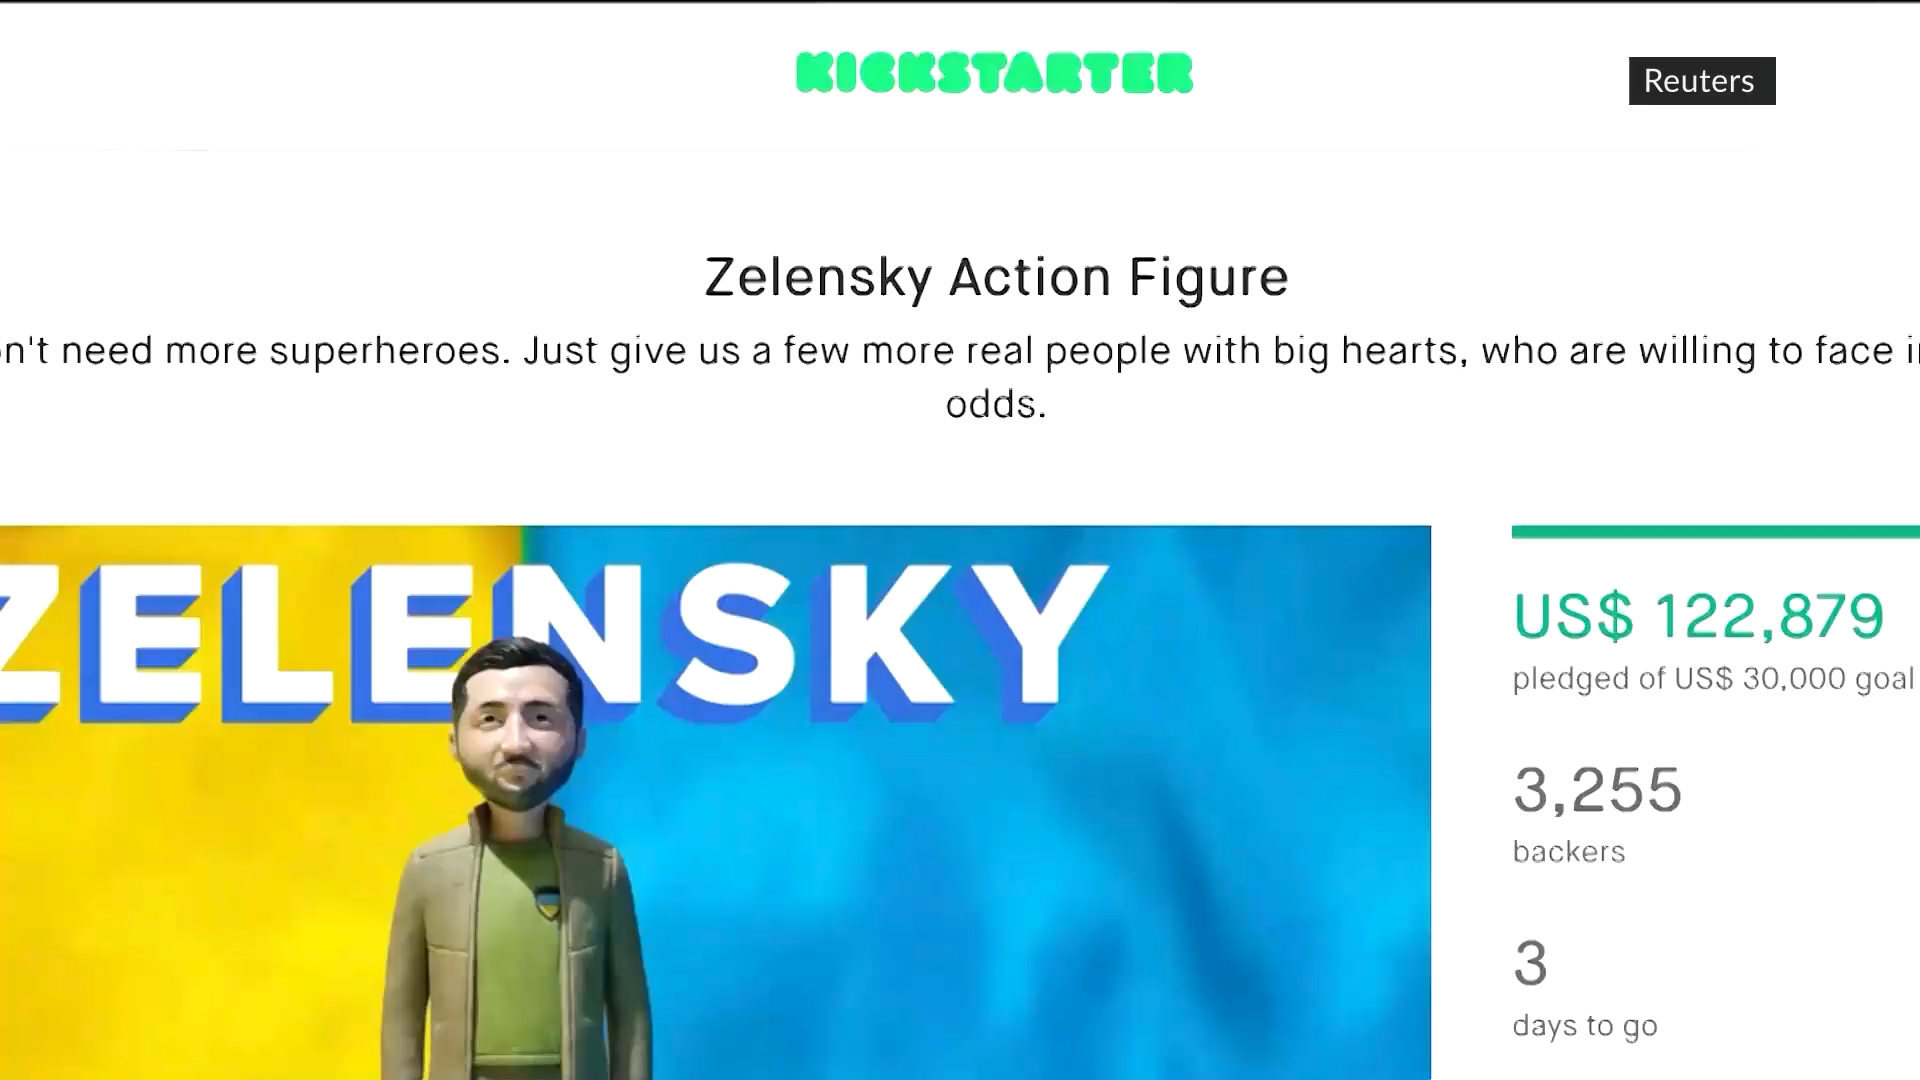 KICKSTARTER
Reuters
Zelensky Action Figure
n't need more superheroes. Just give us a few more real people with big hearts, who are willing to face
odds.
ZELENSKY
US$ 122,879
pledged of US$ 30,000 goal
3,255
backers
3
days to go